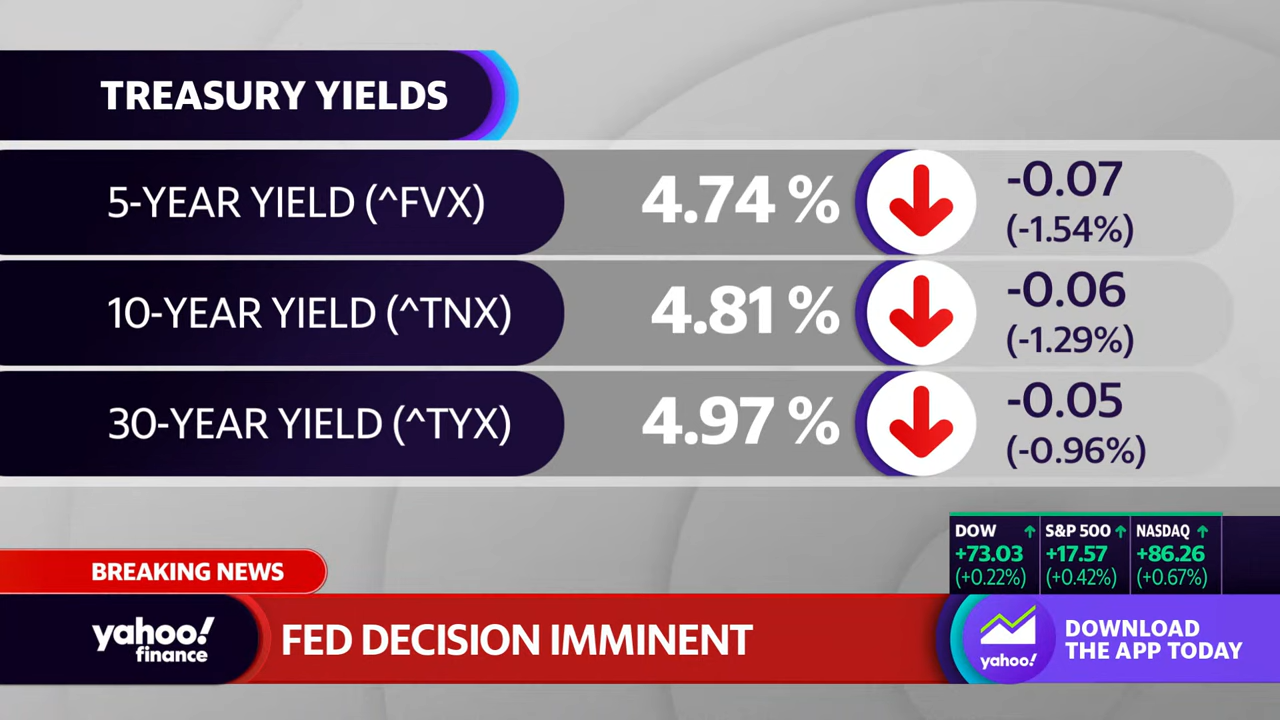 TREASURY YIELDS
5-YEAR YIELD (^FVX) 4.74 % -0.07
(-1.54%)
10-YEAR YIELD (^TNX) 4.81 % -0.06
(-1.29%)
30-YEAR YIELD (^TYX) 4.97 % -0.05
(-0.96%)
DOW S&P 500 NASDAQ
+73.03 +17.57 +86.26
(+0.22%) (+0.42%) (+0.67%)
BREAKING NEWS
yahoo!
finance
FED DECISION IMMINENT
yahoo!
DOWNLOAD
THE APP TODAY